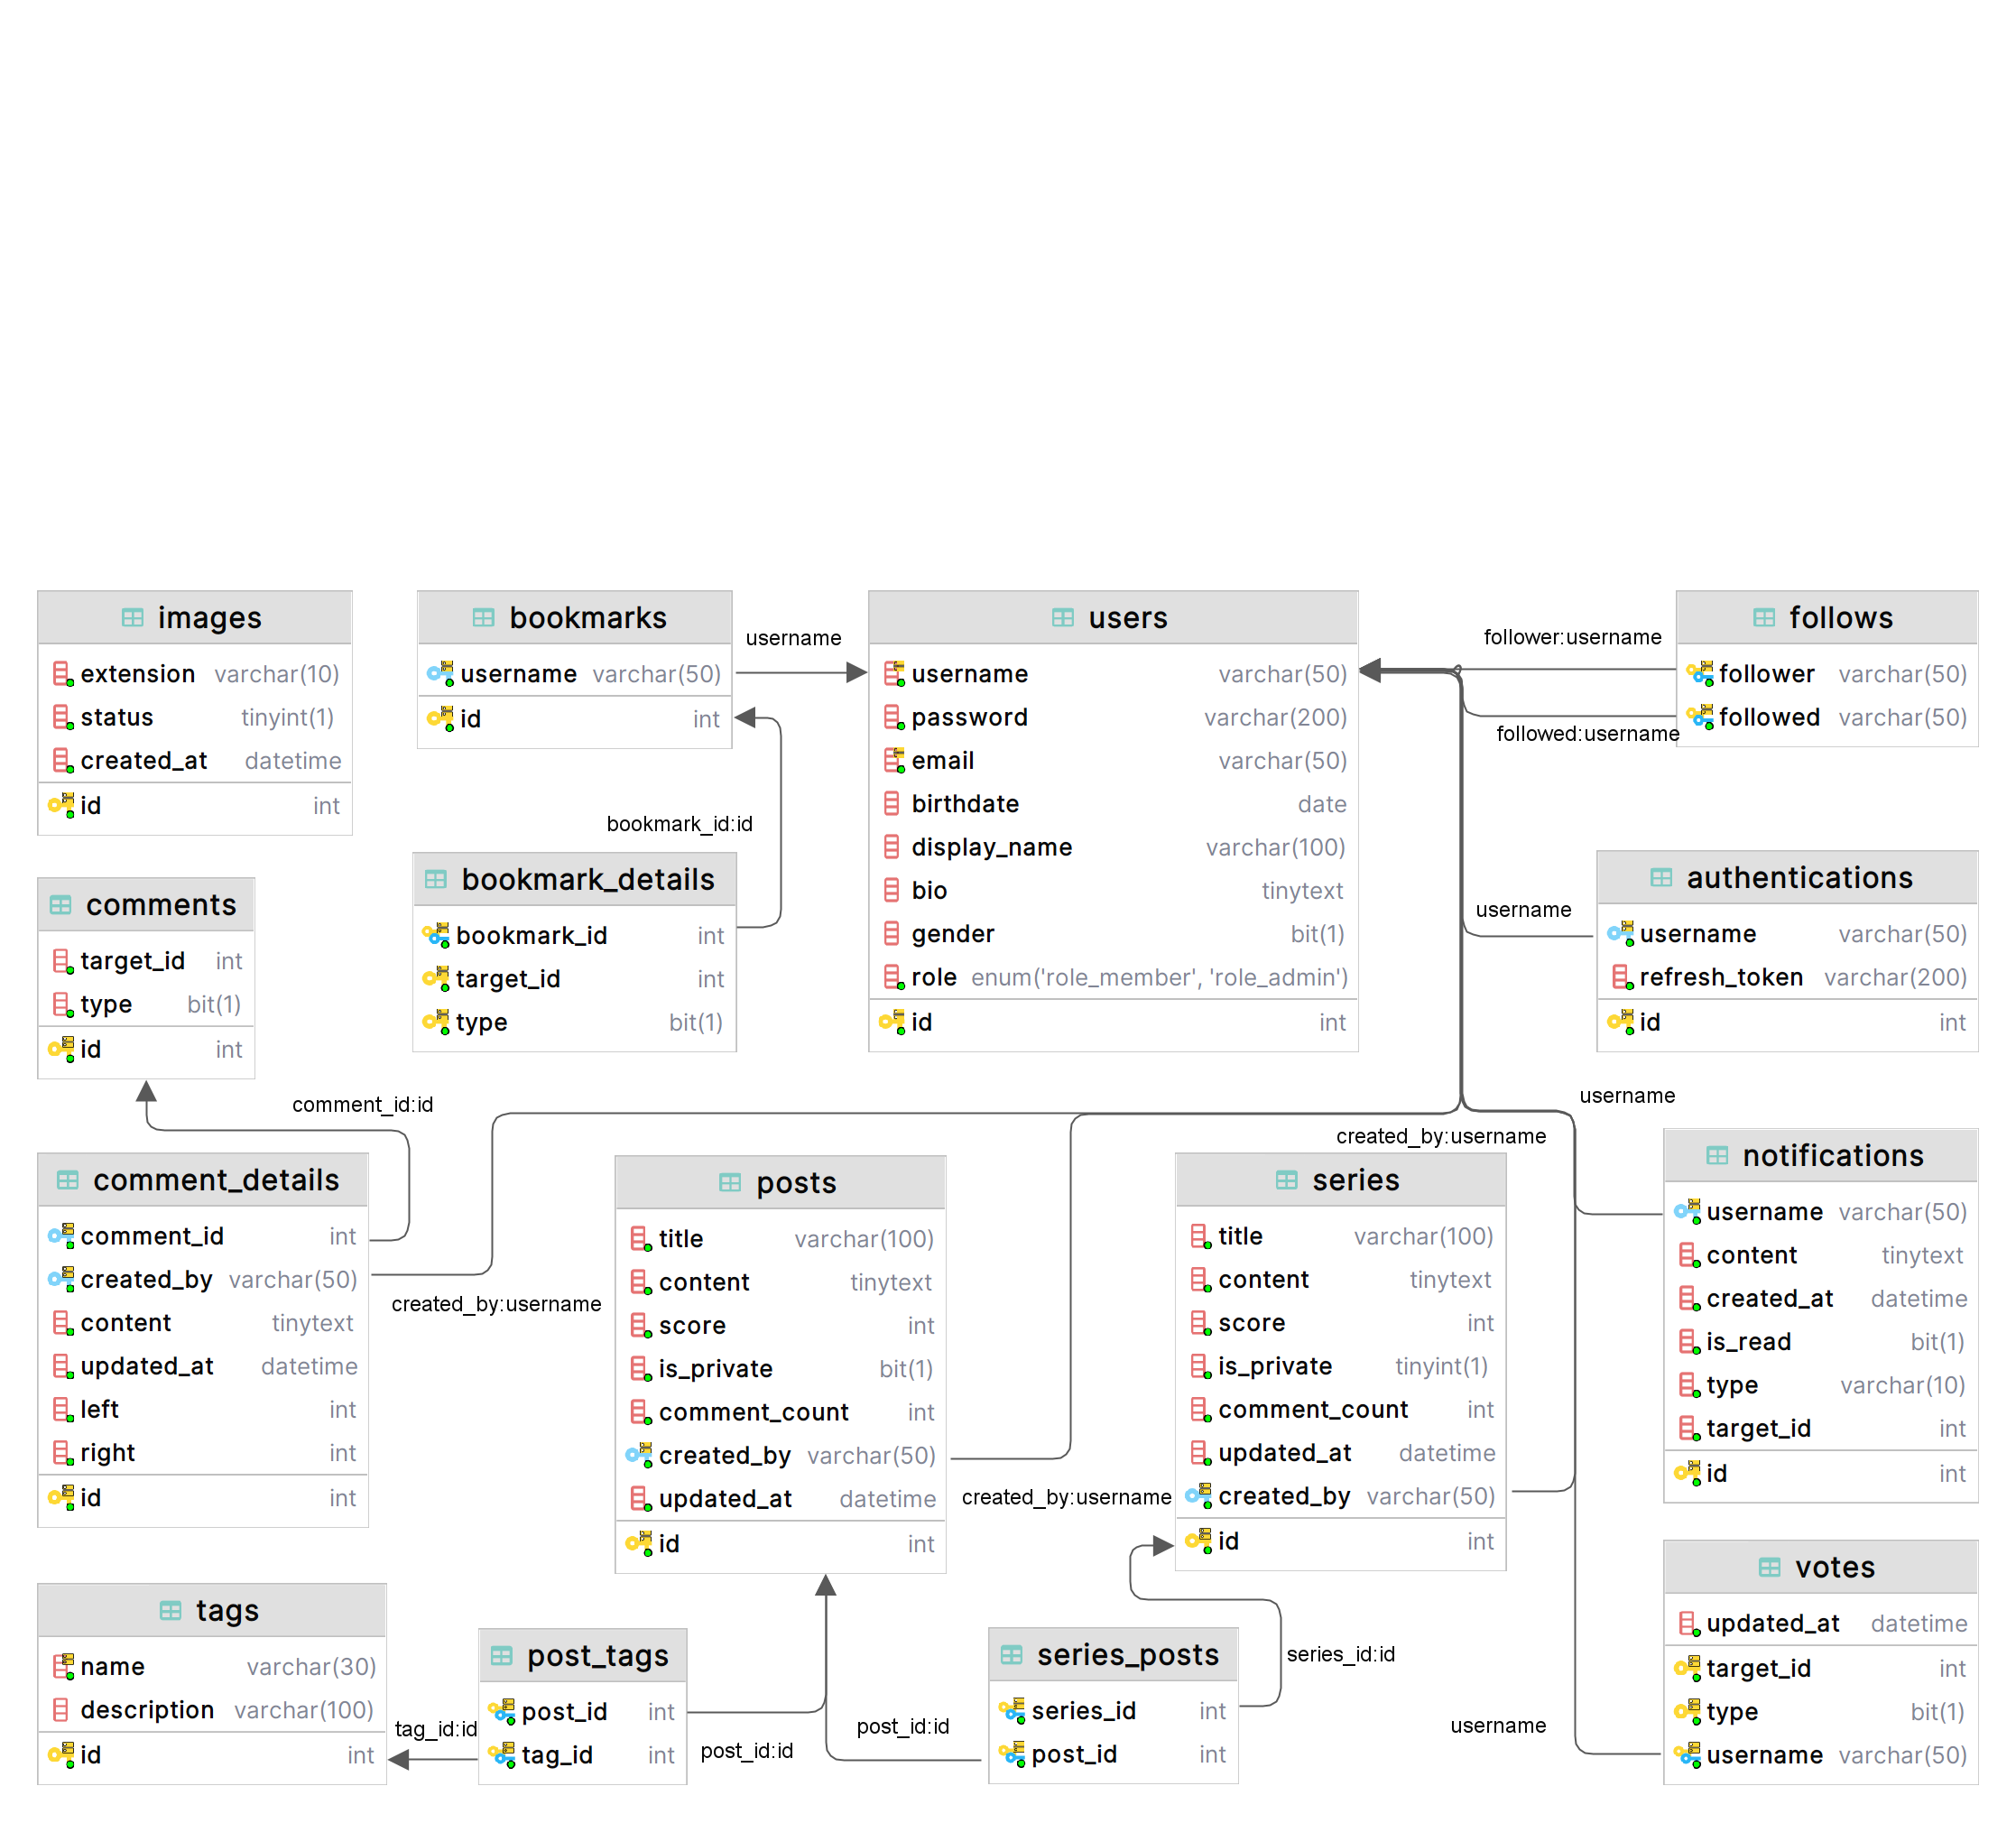 images
extension varchar(10)
status tinyint(1)
created_at datetime
id int
bookmarks
username varchar(50)
id int
username
users
username varchar(50)
password varchar(200)
email varchar(50)
birthdate date
display_name varchar(100)
bio tinytext
gender bit(1)
role enum('role_member', 'role_admin')
id int
follower:username
followed:username
follows
follower varchar(50)
followed varchar(50)
bookmark_id:id
bookmark_details
bookmark_id int
target_id int
type bit(1)
comments
target_id int
type bit(1)
id int
username
authentications
username varchar(50)
refresh_token varchar(200)
id int
comment_id:id
comment_details
comment_id int
created_by varchar(50)
content tinytext
updated_at datetime
left int
right int
id int
created_by:username
posts
title varchar(100)
content tinytext
score int
is_private bit(1)
comment_count int
created_by varchar(50)
updated_at datetime
id int
created_by:username
created_by:username
series
title varchar(100)
content tinytext
score int
is_private tinyint(1)
comment_count int
updated_at datetime
created_by varchar(50)
id int
username
notifications
username varchar(50)
content tinytext
created_at datetime
is_read bit(1)
type varchar(10)
target_id int
id int
tags
name varchar(30)
description varchar(100)
id int
tag_id:id
post_tags
post_id int
tag_id int
post_id:id
post_id:id
series_posts
series_id int
post_id int
series_id:id
username
votes
updated_at datetime
target_id int
type bit(1)
username varchar(50)